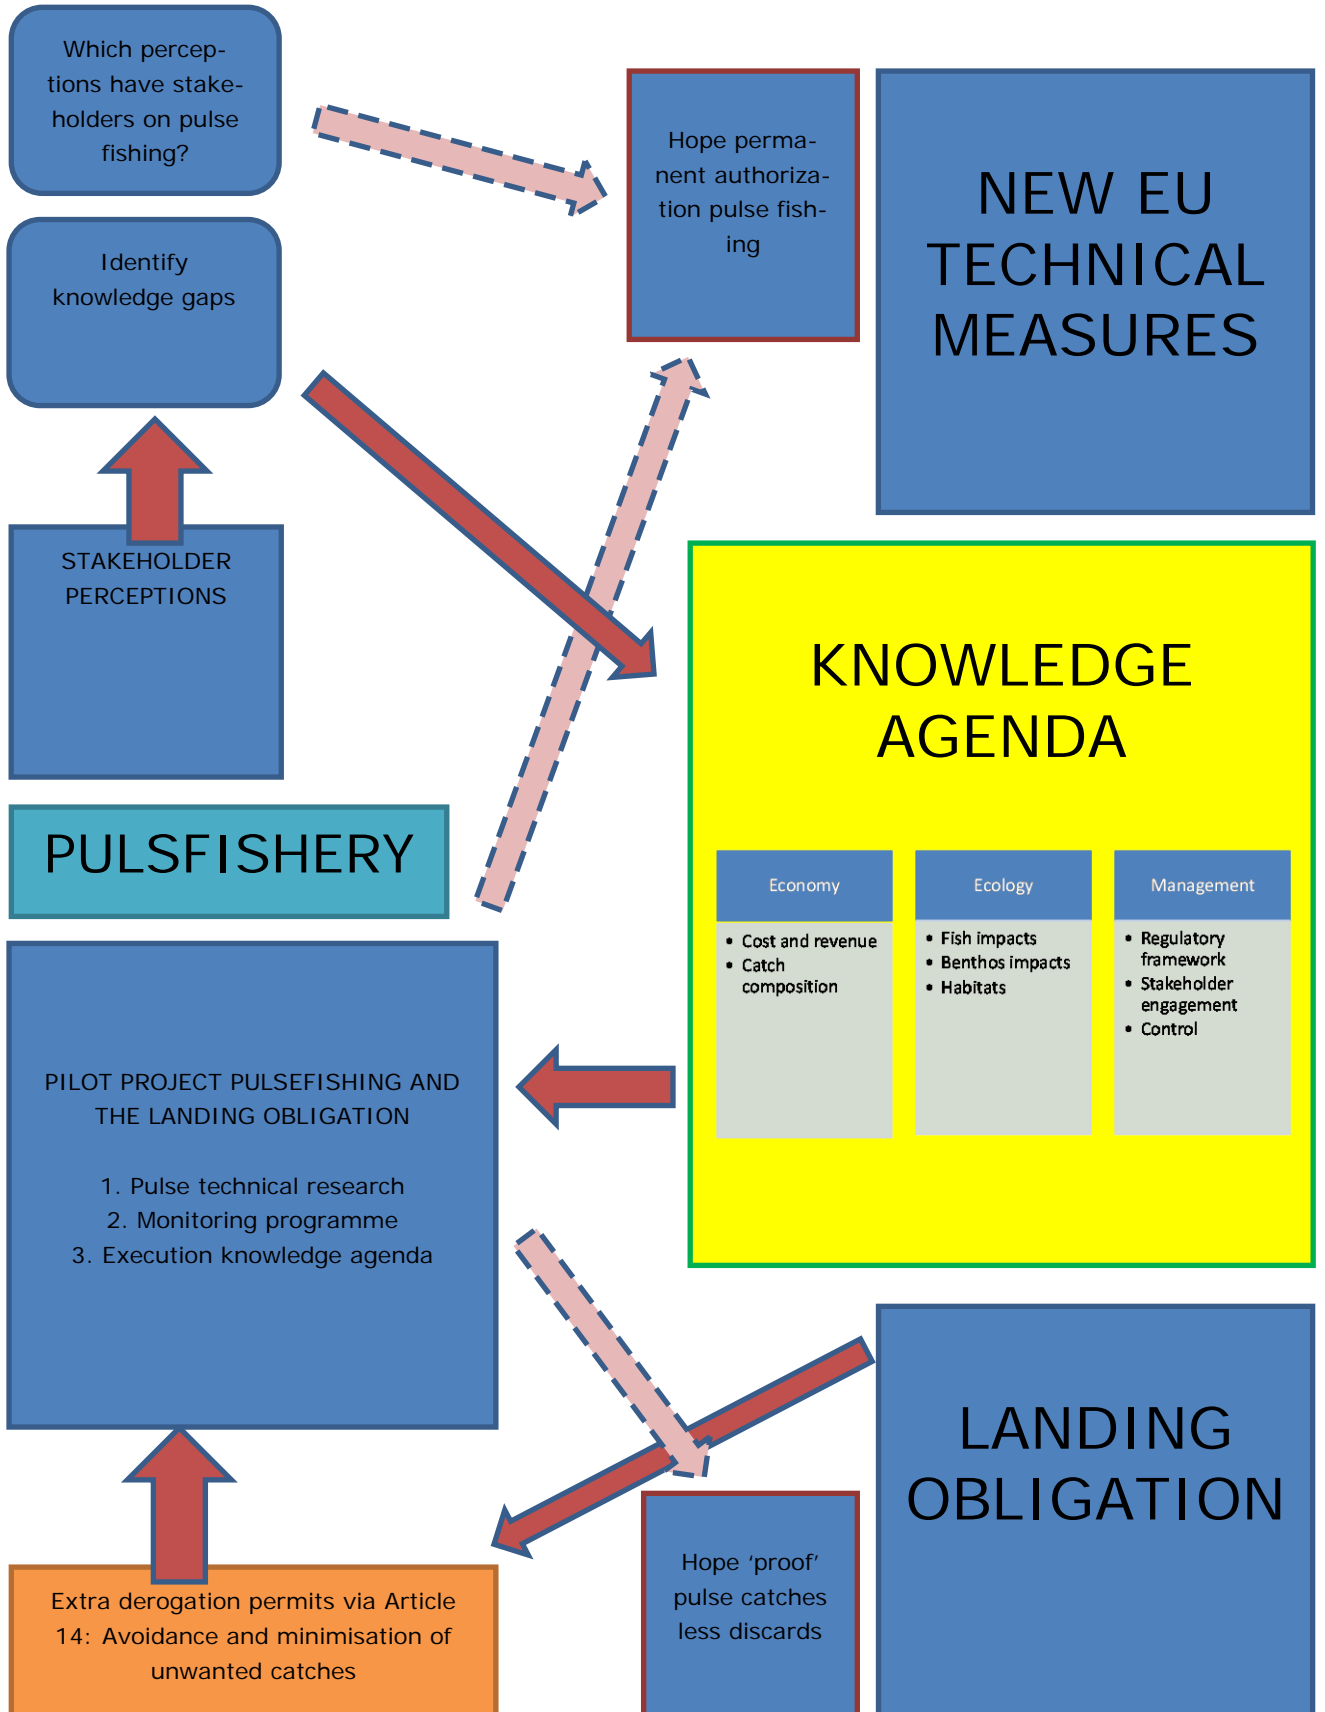 Which percep-
tions have stake-
holders on pulse
fishing?
Hope perma-
nent authoriza-
tion pulse fish-
ing
NEW EU
TECHNICAL
MEASURES
Identify
knowledge gaps
STAKEHOLDER
PERCEPTIONS
KNOWLEDGE
AGENDA
PULSFISHERY
Economy
• Cost and revenue
• Catch
composition
Ecology
• Fish impacts
• Benthos impacts
• Habitats
Management
• Regulatory
framework
• Stakeholder
engagement
• Control
PILOT PROJECT PULSEFISHING AND
THE LANDING OBLIGATION
1. Pulse technical research
2. Monitoring programme
3. Execution knowledge agenda
LANDING
OBLIGATION
Hope ‘proof’
pulse catches
less discards
Extra derogation permits via Article
14: Avoidance and minimisation of
unwanted catches